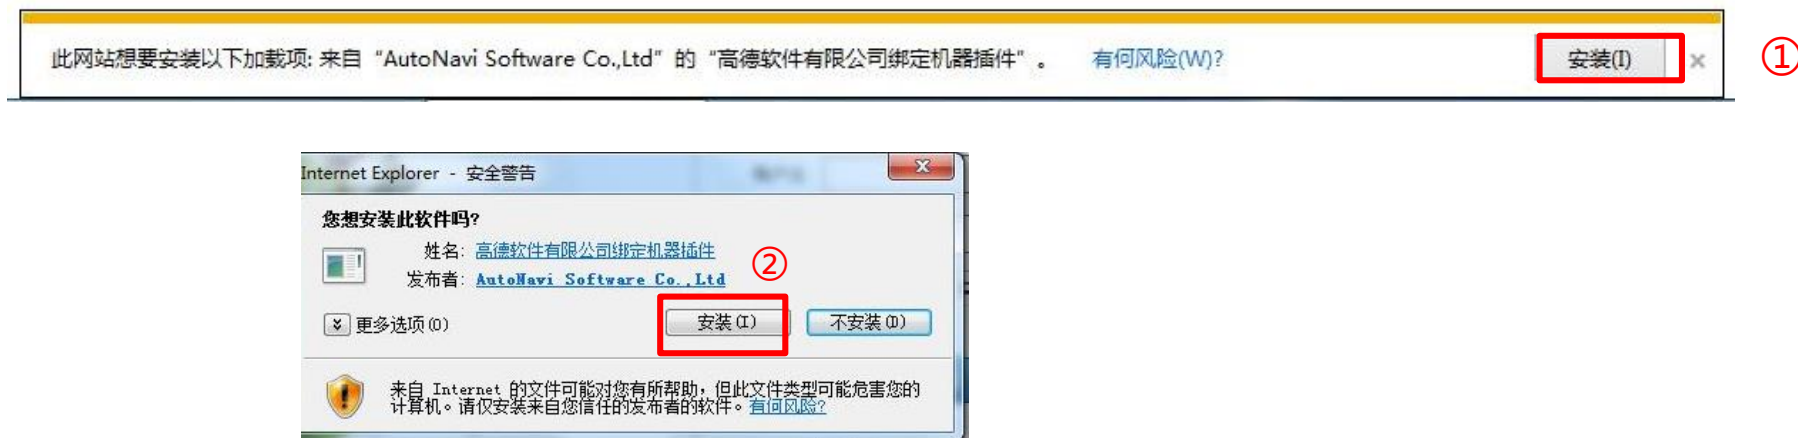 此网站想要安装以下加载项: 来自 “AutoNavi Software Co.,Ltd” 的 “高德软件有限公司绑定机器插件” 。 有何风险(W)? 安装(I) ×
①
Internet Explorer - 安全警告
您想安装此软件吗?
姓名: 高德软件有限公司绑定机器插件
②
发布者: AutoNavi Software Co.,Ltd
更多选项(O) 安装(I) 不安装(D)
来自 Internet 的文件可能对您有所帮助，但此文件类型可能危害您的
计算机。请仅安装来自您信任的发布者的软件。有何风险?